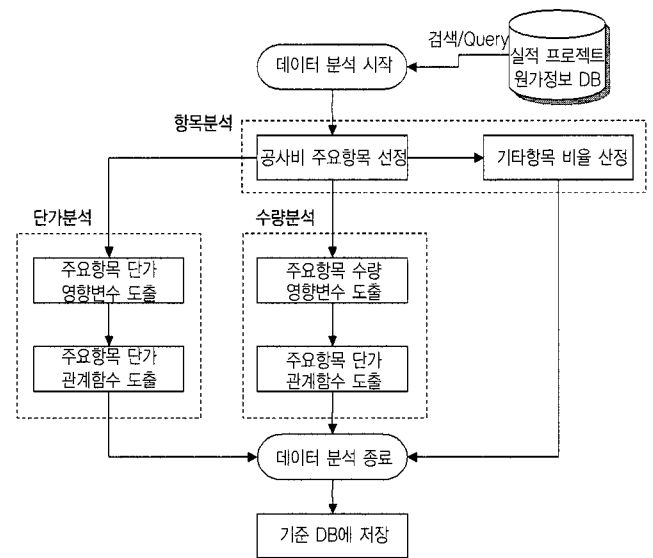 검색/Query
실적 프로젝트
원가정보 DB
데이터 분석 시작
항목분석
공사비 주요항목 선정
기타항목 비율 산정
단가분석
수량분석
주요항목 단가
영향변수 도출
주요항목 수량
영향변수 도출
주요항목 단가
관계함수 도출
주요항목 단가
관계함수 도출
데이터 분석 종료
기준 DB에 저장